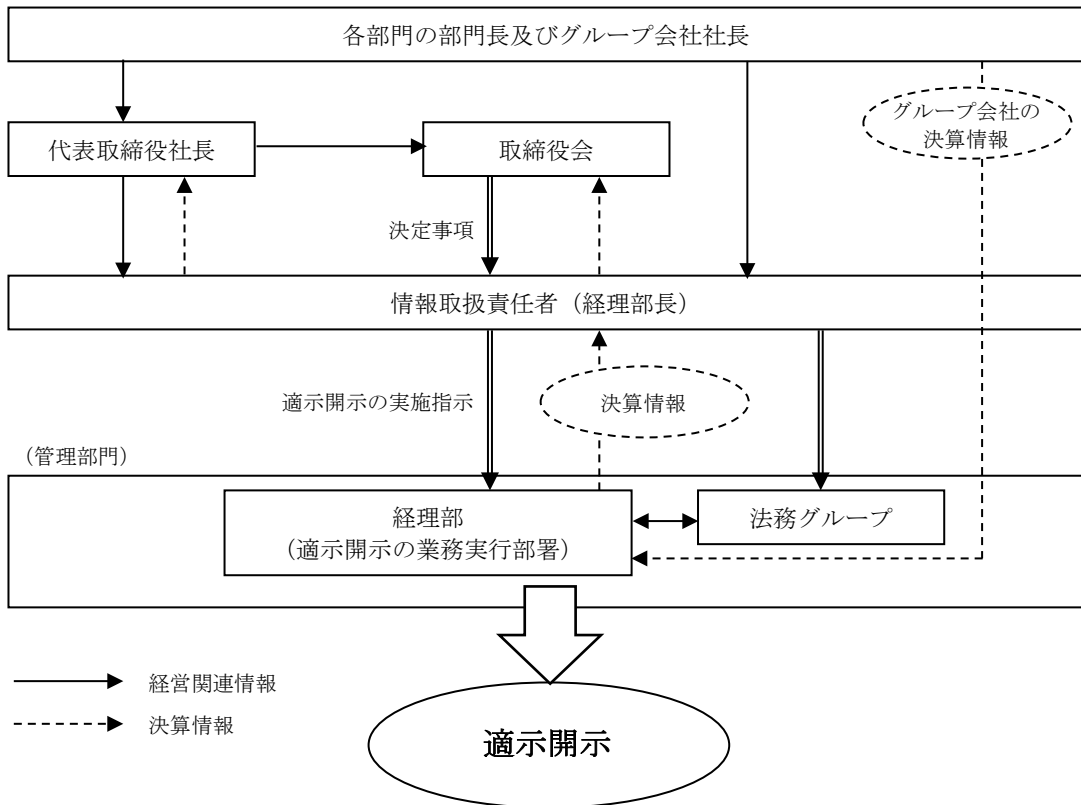 各部門の部門長及びグループ会社社長
グループ会社の
決算情報
代表取締役社長
取締役会
決定事項
情報取扱責任者（経理部長）
適示開示の実施指示
決算情報
（管理部門）
経理部
（適示開示の業務実行部署）
法務グループ
経営関連情報
決算情報
適示開示